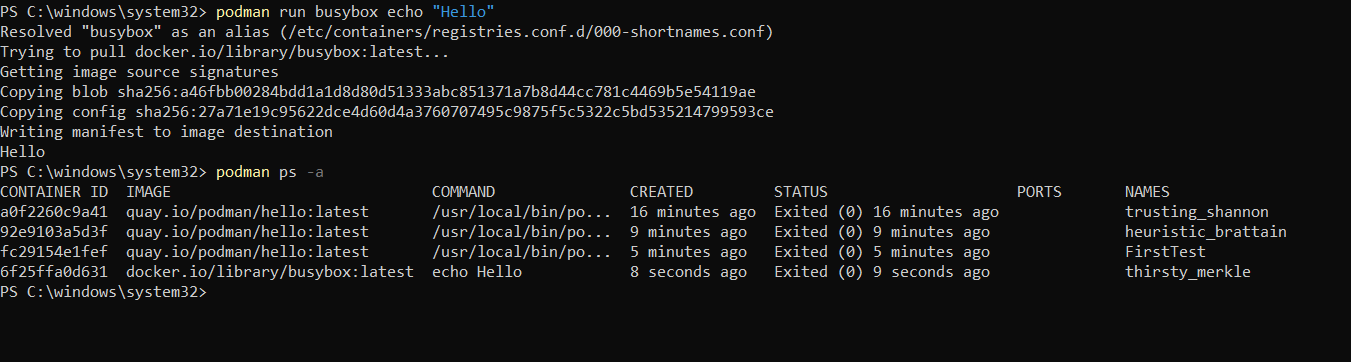 PS C:\windows\system32> podman run busybox echo "Hello"
Resolved "busybox" as an alias (/etc/containers/registries.conf.d/000-shortnames.conf)
Trying to pull docker.io/library/busybox:latest...
Getting image source signatures
Copying blob sha256:a46fbb00284bdd1a1d8d80d51333abc851371a7b8d44cc781c4469b5e54119ae
Copying config sha256:27a71e19c95622dce4d60d4a3760707495c9875f5c5322c5bd535214799593ce
Writing manifest to image destination
Hello
PS C:\windows\system32> podman ps -a
CONTAINER ID  IMAGE                             COMMAND               CREATED         STATUS                     PORTS       NAMES
a0f2260c9a41  quay.io/podman/hello:latest       /usr/local/bin/po...  16 minutes ago  Exited (0) 16 minutes ago              trusting_shannon
92e9103a5d3f  quay.io/podman/hello:latest       /usr/local/bin/po...  9 minutes ago   Exited (0) 9 minutes ago               heuristic_brattain
fc29154e1fef  quay.io/podman/hello:latest       /usr/local/bin/po...  5 minutes ago   Exited (0) 5 minutes ago               FirstTest
6f25ffa0d631  docker.io/library/busybox:latest  echo Hello            8 seconds ago   Exited (0) 9 seconds ago               thirsty_merkle
PS C:\windows\system32>